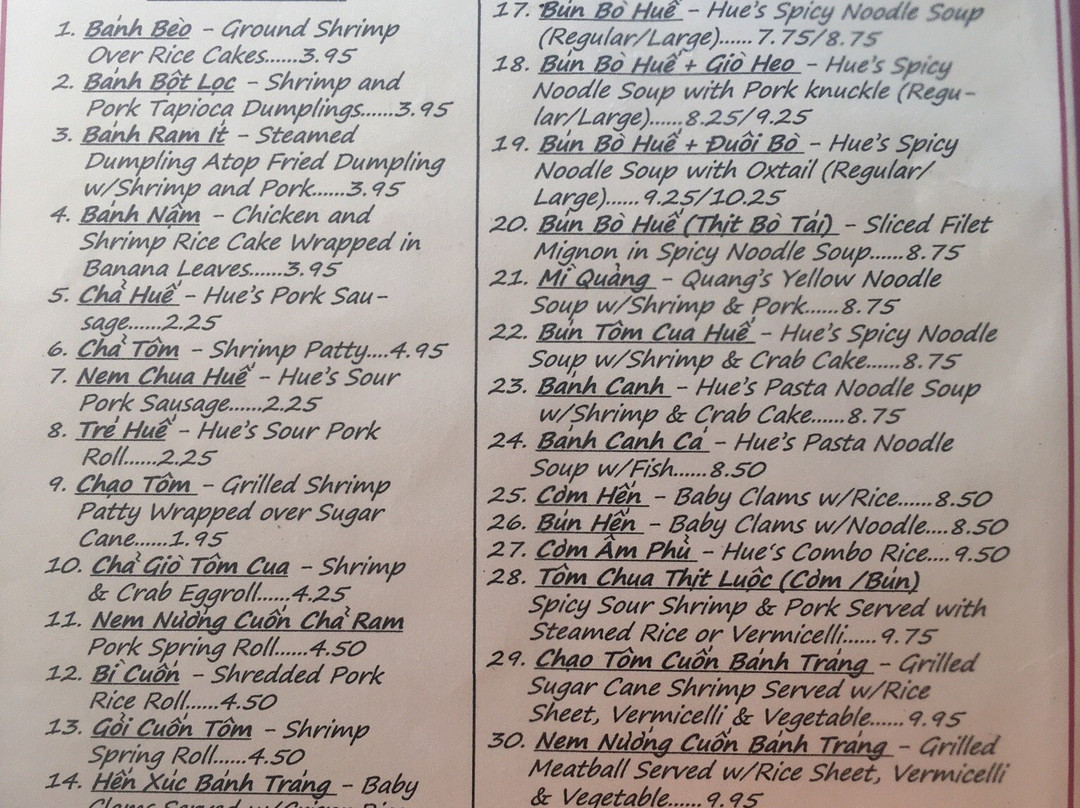 1. Bánh Bèo – Ground Shrimp
Over Rice Cakes......3.95
2. Bánh Bột Lọc – Shrimp and
Pork Tapioca Dumplings......3.95
3. Bánh Ram Ít – Steamed
Dumpling Atop Fried Dumpling
w/Shrimp and Pork......3.95
4. Bánh Nậm – Chicken and
Shrimp Rice Cake Wrapped in
Banana Leaves......3.95
5. Chả Huế – Hue's Pork Sau-
sage......2.25
6. Chả Tôm – Shrimp Patty....4.95
7. Nem Chua Huế – Hue's Sour
Pork Sausage......2.25
8. Tré Huế – Hue's Sour Pork
Roll......2.25
9. Chạo Tôm – Grilled Shrimp
Patty Wrapped over Sugar
Cane......1.95
10. Chả Giò Tôm Cua – Shrimp
& Crab Eggroll......4.25
11. Nem Nướng Cuốn Chả Ram
Pork Spring Roll......4.50
12. Bì Cuốn – Shredded Pork
Rice Roll......4.50
13. Gỏi Cuốn Tôm – Shrimp
Spring Roll......4.50
14. Hến Xúc Bánh Tráng – Baby
Clams Served w/
17. Bún Bò Huế – Hue's Spicy Noodle Soup
(Regular/Large)...... 7.75/8.75
18. Bún Bò Huế + Giò Heo – Hue's Spicy
Noodle Soup with Pork knuckle (Regu-
lar/Large)......8.25/9.25
19. Bún Bò Huế + Đuôi Bò – Hue's Spicy
Noodle Soup with Oxtail (Regular/
Large)...... 9.25/10.25
20. Bún Bò Huế (Thịt Bò Tái) – Sliced Filet
Mignon in Spicy Noodle Soup......8.75
21. Mì Quảng – Quang's Yellow Noodle
Soup w/Shrimp & Pork......8.75
22. Bún Tôm Cua Huế – Hue's Spicy Noodle
Soup w/Shrimp & Crab Cake......8.75
23. Bánh Canh – Hue's Pasta Noodle Soup
w/Shrimp & Crab Cake......8.75
24. Bánh Canh Cá – Hue's Pasta Noodle
Soup w/Fish......8.50
25. Cơm Hến – Baby Clams w/Rice......8.50
26. Bún Hến – Baby Clams w/Noodle....8.50
27. Cơm Âm Phủ – Hue's Combo Rice....9.50
28. Tôm Chua Thịt Luộc (Cơm /Bún)
Spicy Sour Shrimp & Pork Served with
Steamed Rice or Vermicelli......9.75
29. Chạo Tôm Cuốn Bánh Tráng – Grilled
Sugar Cane Shrimp Served w/Rice
Sheet, Vermicelli & Vegetable......9.95
30. Nem Nướng Cuốn Bánh Tráng – Grilled
Meatball Served w/Rice Sheet, Vermicelli
& Vegetable......9.95